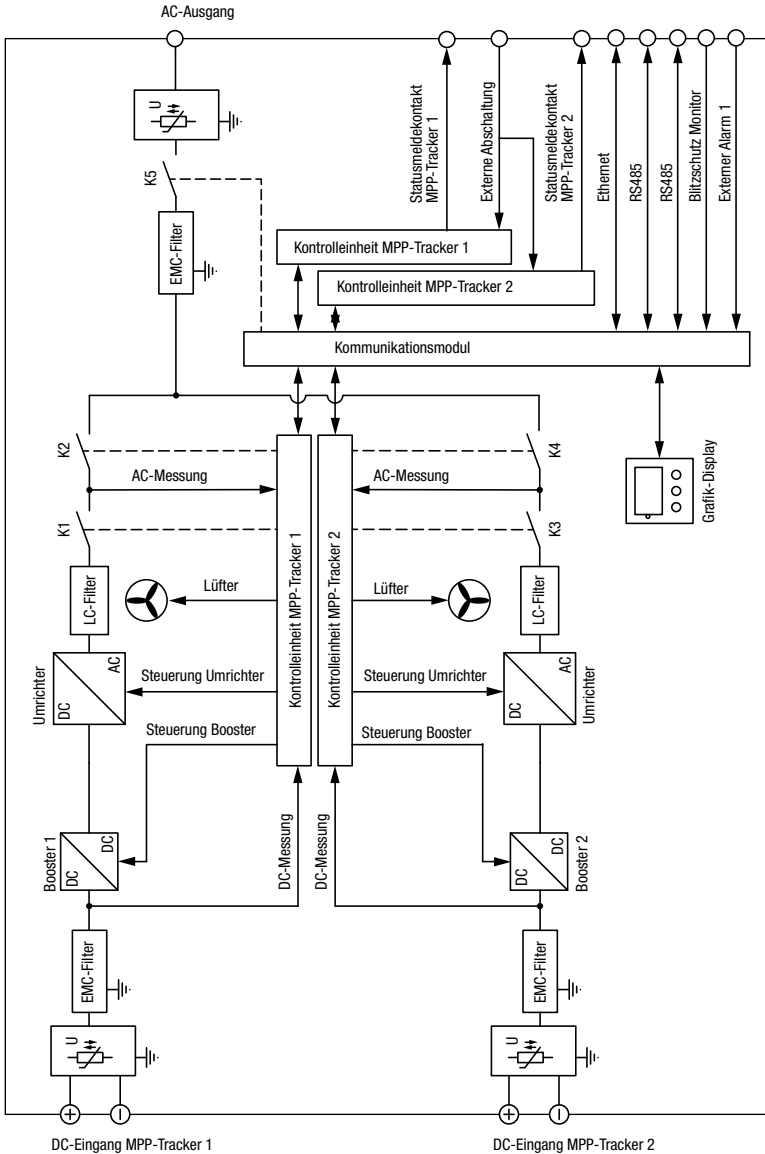 AC-Ausgang
U
K5
EMC-Filter
Statusmeldekontakt
MPP-Tracker 1
Externe Abschaltung
Statusmeldekontakt
MPP-Tracker 2
Ethernet
RS485
RS485
Blitzschutz Monitor
Externer Alarm 1
Kontrolleinheit MPP-Tracker 1
Kontrolleinheit MPP-Tracker 2
Kommunikationsmodul
Grafik-Display
K2
K4
AC-Messung
AC-Messung
K1
K3
Kontrolleinheit MPP-Tracker 1
Kontrolleinheit MPP-Tracker 2
LC-Filter
Lüfter
Lüfter
LC-Filter
Umrichter
DC
AC
Steuerung Umrichter
Steuerung Umrichter
DC
AC
Umrichter
Steuerung Booster
Steuerung Booster
Booster 1
DC
DC
DC-Messung
DC-Messung
DC
DC
Booster 2
EMC-Filter
EMC-Filter
U
U
+
−
+
−
DC-Eingang MPP-Tracker 1
DC-Eingang MPP-Tracker 2